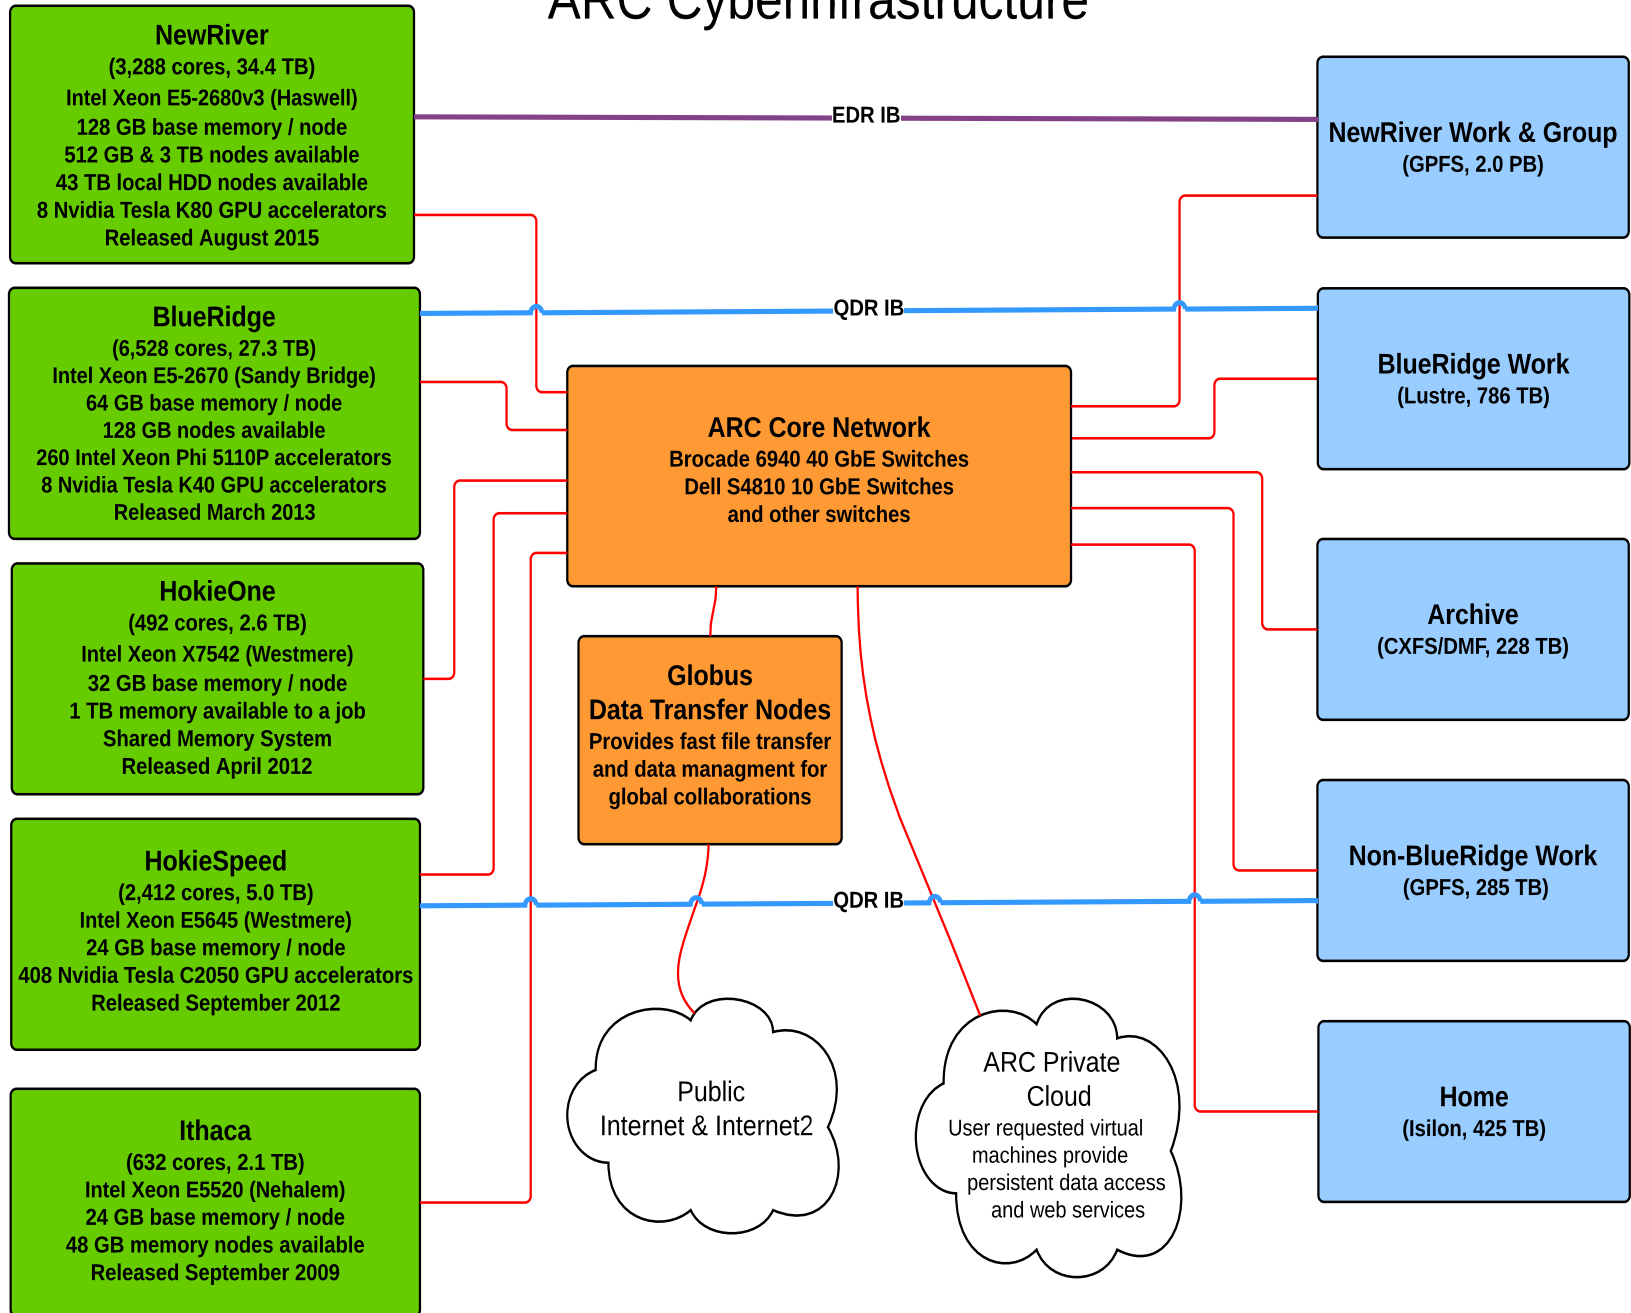 ARC Cyberinfrastructure
NewRiver
(3,288 cores, 34.4 TB)
Intel Xeon E5-2680v3 (Haswell)
128 GB base memory / node
512 GB & 3 TB nodes available
43 TB local HDD nodes available
8 Nvidia Tesla K80 GPU accelerators
Released August 2015
BlueRidge
(6,528 cores, 27.3 TB)
Intel Xeon E5-2670 (Sandy Bridge)
64 GB base memory / node
128 GB nodes available
260 Intel Xeon Phi 5110P accelerators
8 Nvidia Tesla K40 GPU accelerators
Released March 2013
HokieOne
(492 cores, 2.6 TB)
Intel Xeon X7542 (Westmere)
32 GB base memory / node
1 TB memory available to a job
Shared Memory System
Released April 2012
HokieSpeed
(2,412 cores, 5.0 TB)
Intel Xeon E5645 (Westmere)
24 GB base memory / node
408 Nvidia Tesla C2050 GPU accelerators
Released September 2012
Ithaca
(632 cores, 2.1 TB)
Intel Xeon E5520 (Nehalem)
24 GB base memory / node
48 GB memory nodes available
Released September 2009
EDR IB
QDR IB
ARC Core Network
Brocade 6940 40 GbE Switches
Dell S4810 10 GbE Switches
and other switches
Globus
Data Transfer Nodes
Provides fast file transfer
and data managment for
global collaborations
QDR IB
Public
Internet & Internet2
ARC Private
Cloud
User requested virtual
machines provide
persistent data access
and web services
NewRiver Work & Group
(GPFS, 2.0 PB)
BlueRidge Work
(Lustre, 786 TB)
Archive
(CXFS/DMF, 228 TB)
Non-BlueRidge Work
(GPFS, 285 TB)
Home
(Isilon, 425 TB)